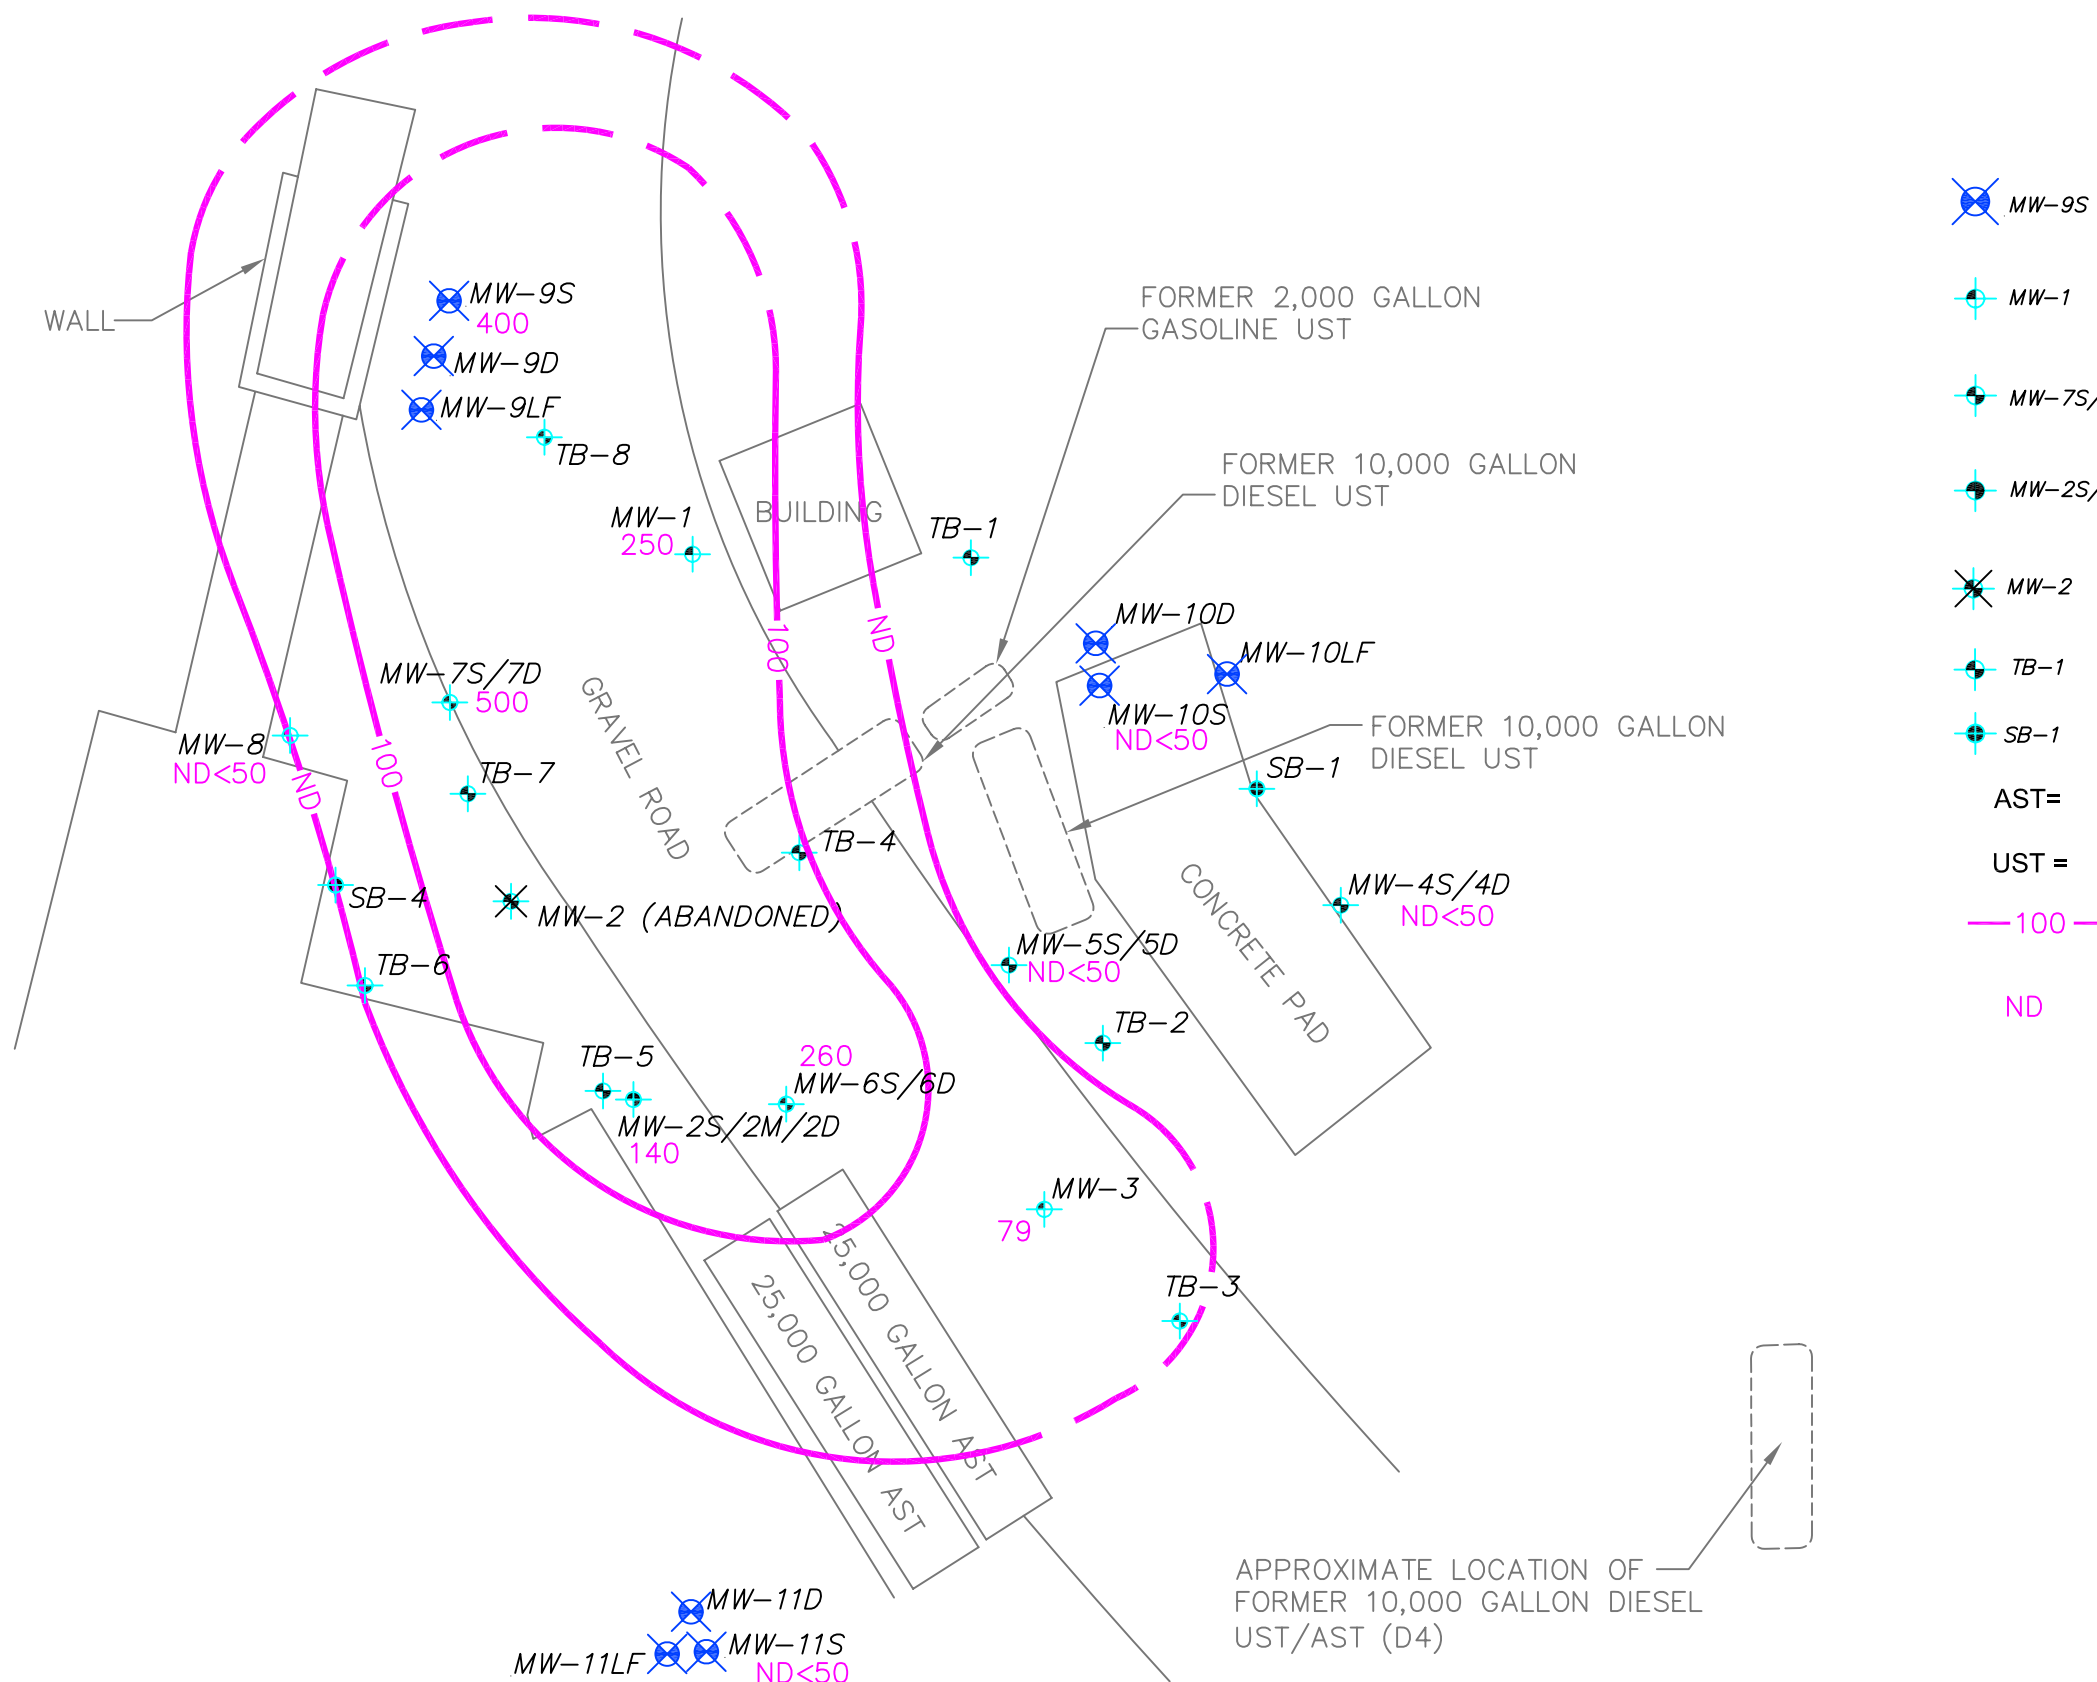 MW-9S
400
MW-9D
MW-9LF
TB-8
WALL
FORMER 2,000 GALLON
GASOLINE UST
FORMER 10,000 GALLON
DIESEL UST
MW-1
250
BUILDING
TB-1
100
ND
MW-10D
MW-10LF
MW-10S
ND<50
MW-7S/7D
500
GRAVEL ROAD
MW-8
ND<50
ND
100
TB-7
FORMER 10,000 GALLON
DIESEL UST
SB-1
TB-4
SB-4
MW-2 (ABANDONED)
CONCRETE PAD
MW-4S/4D
ND<50
MW-5S/5D
ND<50
TB-6
TB-2
TB-5
260
MW-6S/6D
MW-2S/2M/2D
140
MW-3
79
TB-3
25,000 GALLON AST
25,000 GALLON AST
APPROXIMATE LOCATION OF
FORMER 10,000 GALLON DIESEL
UST/AST (D4)
MW-11D
MW-11S
MW-11LF
ND<50
MW-9S
MW-1
MW-7S/
MW-2S/
MW-2
TB-1
SB-1
AST=
UST =
100
ND